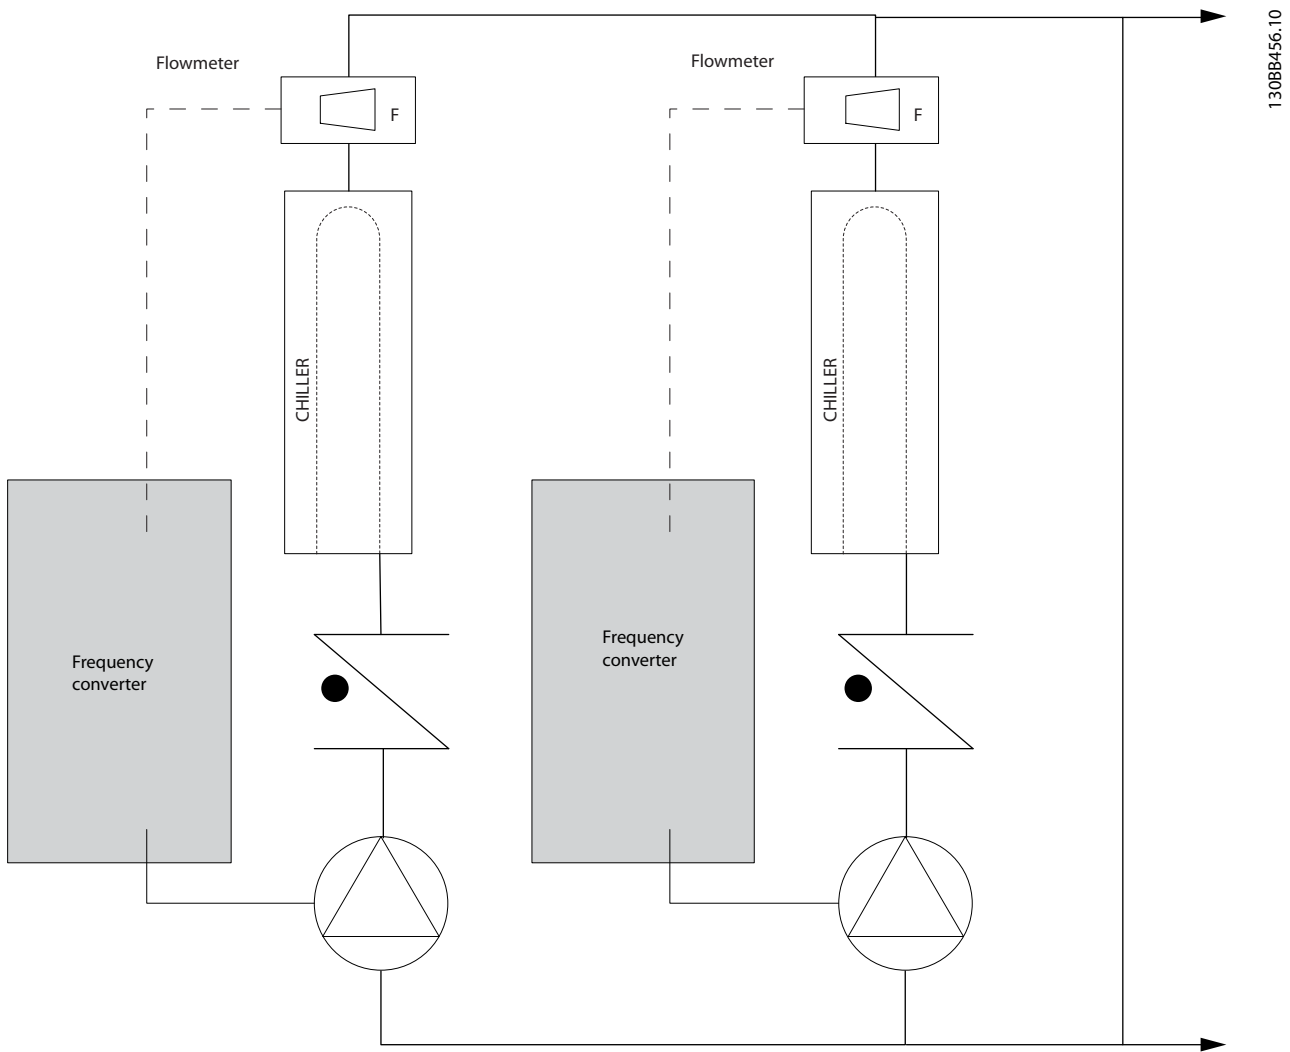 Flowmeter
F
Flowmeter
F
130BB456.10
CHILLER
CHILLER
Frequency
converter
Frequency
converter